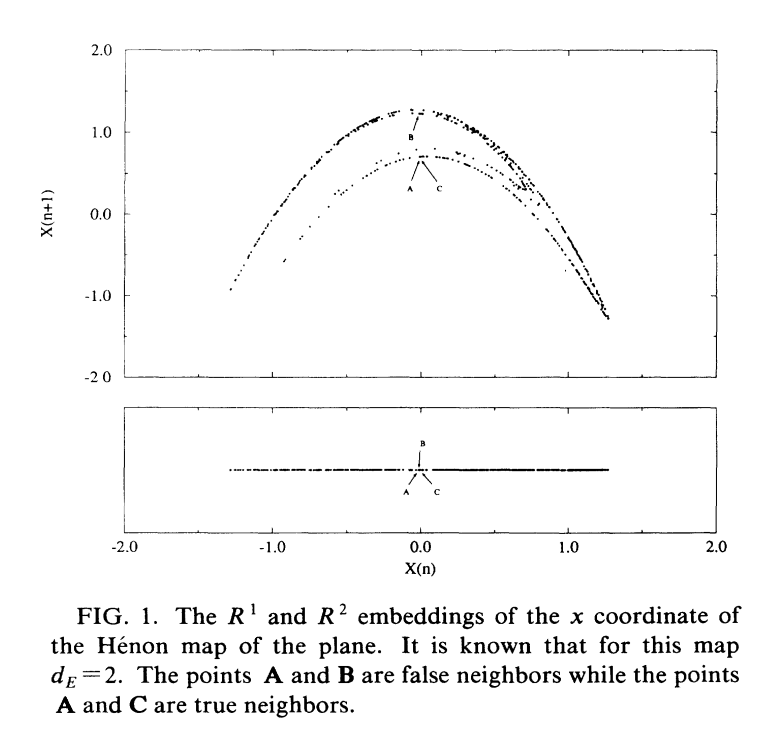 2.0
1.0
0.0
-1.0
-2 0
X(n+1)
B
A C
B
A C
-2.0 -1.0 0.0 1.0 2.0
X(n)
FIG. 1. The R¹ and R² embeddings of the x coordinate of
the Hénon map of the plane. It is known that for this map
d_E = 2. The points A and B are false neighbors while the points
A and C are true neighbors.